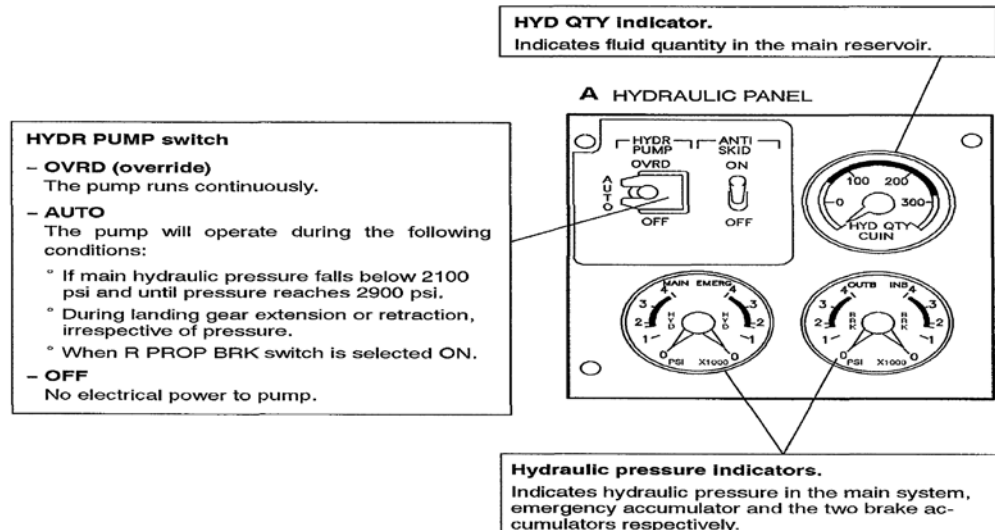 HYD QTY indicator.
Indicates fluid quantity in the main reservoir.
A HYDRAULIC PANEL
HYDR PUMP switch
– OVRD (override)
The pump runs continuously.
– AUTO
The pump will operate during the following
conditions:
° If main hydraulic pressure falls below 2100
psi and until pressure reaches 2900 psi.
° During landing gear extension or retraction,
irrespective of pressure.
° When R PROP BRK switch is selected ON.
– OFF
No electrical power to pump.
HYDR ANTI
PUMP SKID
OVRD ON
AUTO
OFF OFF
100 200
0 300
HYD QTY
CUIN
MAIN EMERG
4 4
3 3
2 HYD HYD 2
1 1
0 0
PSI X1000
OUTB INB
4 4
3 3
2 BRK BRK 2
1 1
0 0
PSI X1000
Hydraulic pressure indicators.
Indicates hydraulic pressure in the main system,
emergency accumulator and the two brake ac-
cumulators respectively.